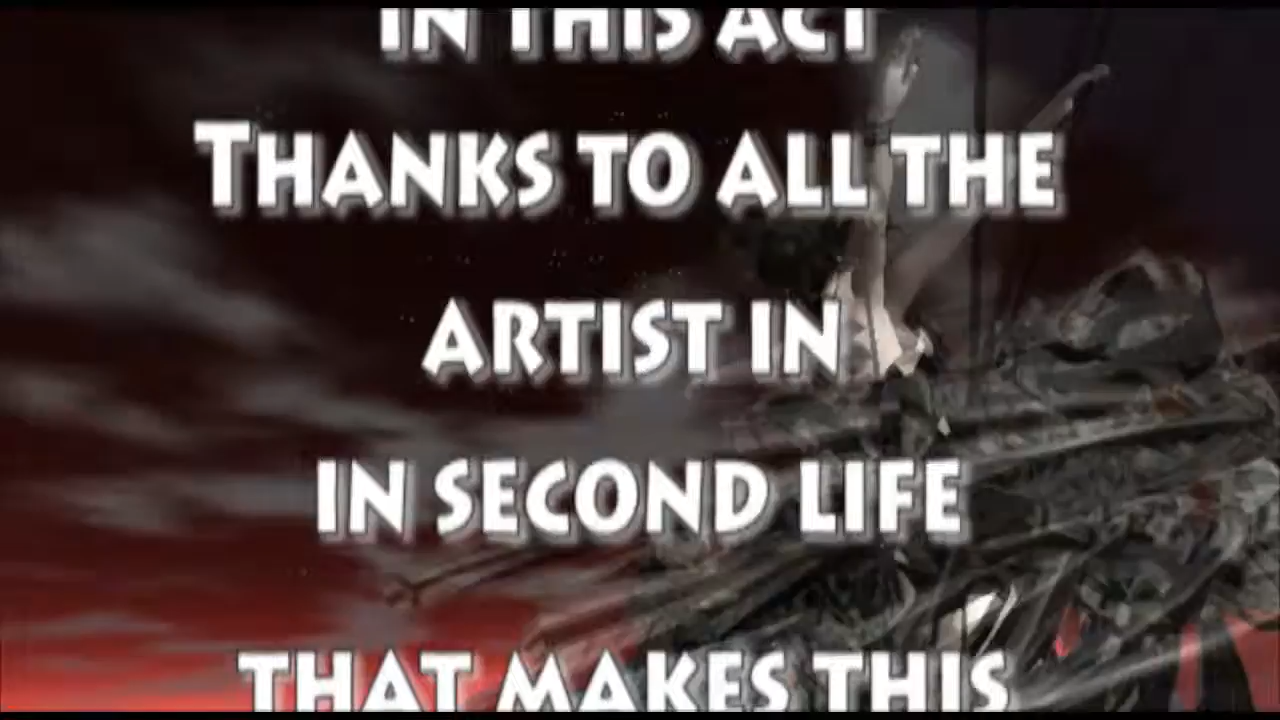 IN THIS ACT
THANKS TO ALL THE
ARTIST IN
IN SECOND LIFE
THAT MAKES THIS